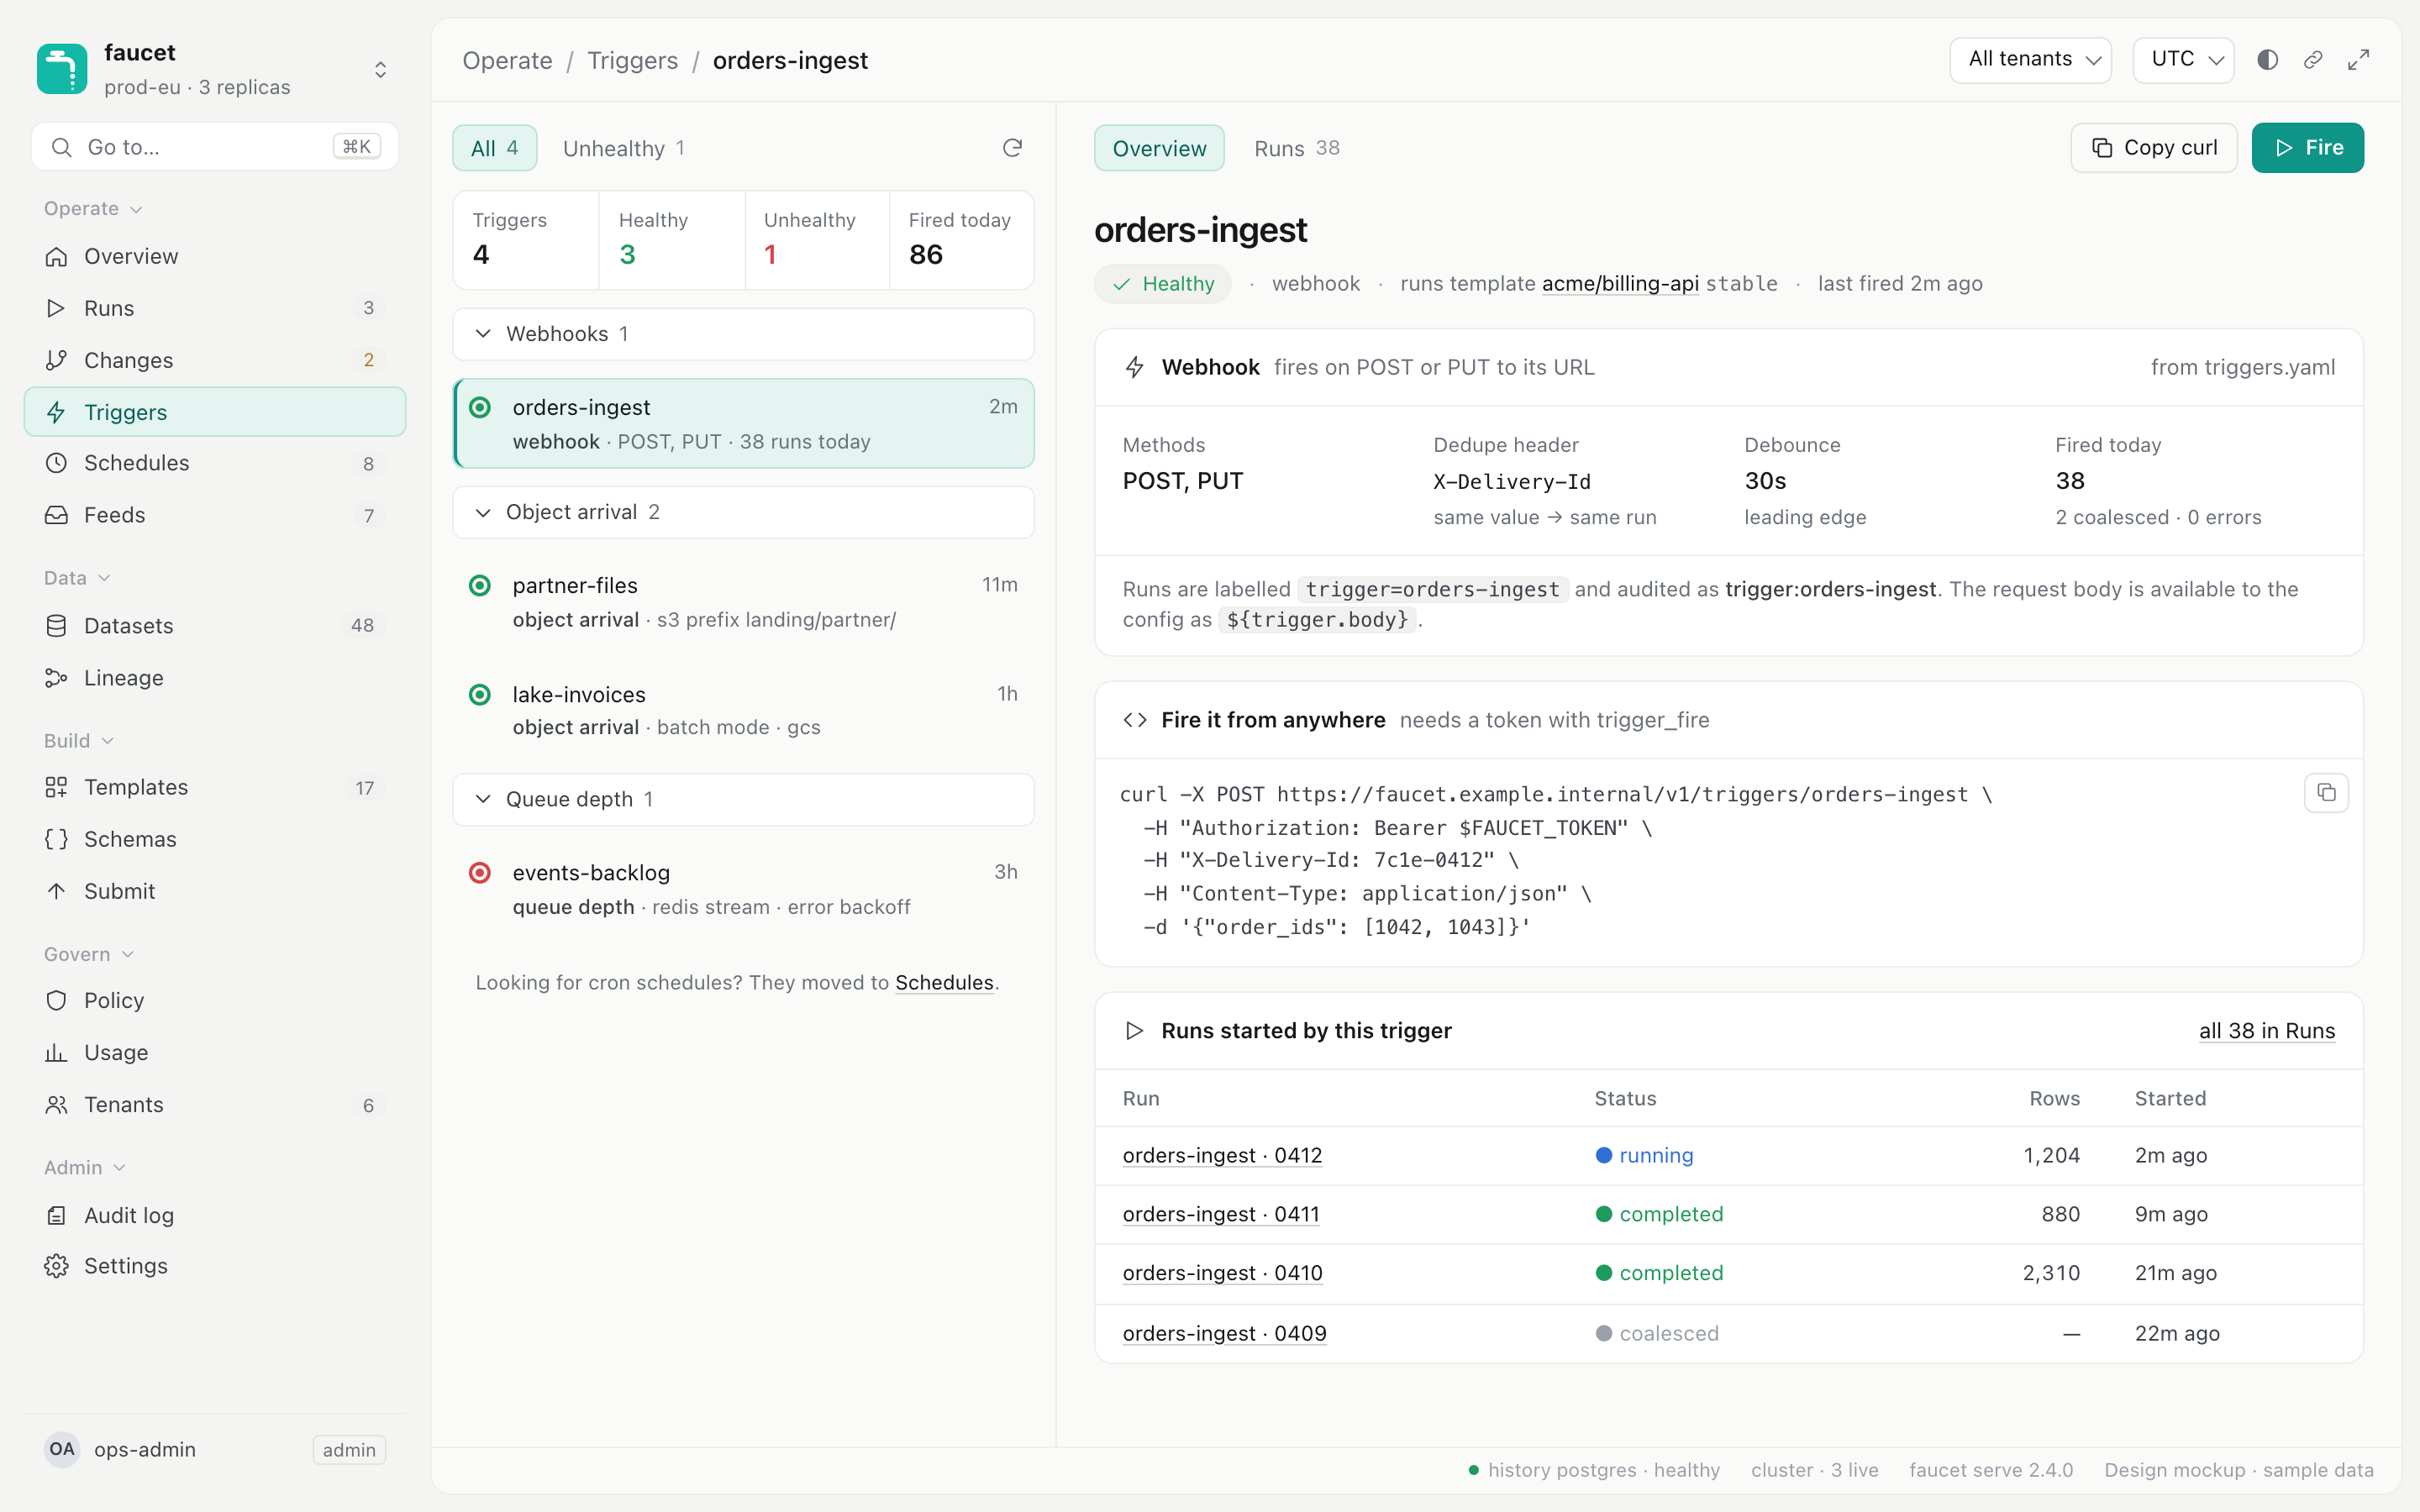 faucet
prod-eu · 3 replicas
Go to... ⌘K
Operate
Overview
Runs 3
Changes 2
Triggers
Schedules 8
Feeds 7
Data
Datasets 48
Lineage
Build
Templates 17
Schemas
Submit
Govern
Policy
Usage
Tenants 6
Admin
Audit log
Settings
OA ops-admin admin
Operate / Triggers / orders-ingest
All tenants UTC
All 4 Unhealthy 1
Triggers Healthy Unhealthy Fired today
4 3 1 86
Webhooks 1
orders-ingest 2m
webhook · POST, PUT · 38 runs today
Object arrival 2
partner-files 11m
object arrival · s3 prefix landing/partner/
lake-invoices 1h
object arrival · batch mode · gcs
Queue depth 1
events-backlog 3h
queue depth · redis stream · error backoff
Looking for cron schedules? They moved to Schedules.
Overview Runs 38 Copy curl Fire
orders-ingest
Healthy · webhook · runs template acme/billing-api stable · last fired 2m ago
Webhook fires on POST or PUT to its URL from triggers.yaml
Methods Dedupe header Debounce Fired today
POST, PUT X-Delivery-Id 30s 38
same value → same run leading edge 2 coalesced · 0 errors
Runs are labelled trigger=orders-ingest and audited as trigger:orders-ingest. The request body is available to the
config as ${trigger.body}.
Fire it from anywhere needs a token with trigger_fire
curl -X POST https://faucet.example.internal/v1/triggers/orders-ingest \
-H "Authorization: Bearer $FAUCET_TOKEN" \
-H "X-Delivery-Id: 7c1e-0412" \
-H "Content-Type: application/json" \
-d '{"order_ids": [1042, 1043]}'
Runs started by this trigger all 38 in Runs
Run Status Rows Started
orders-ingest · 0412 running 1,204 2m ago
orders-ingest · 0411 completed 880 9m ago
orders-ingest · 0410 completed 2,310 21m ago
orders-ingest · 0409 coalesced — 22m ago
history postgres · healthy cluster · 3 live faucet serve 2.4.0 Design mockup · sample data